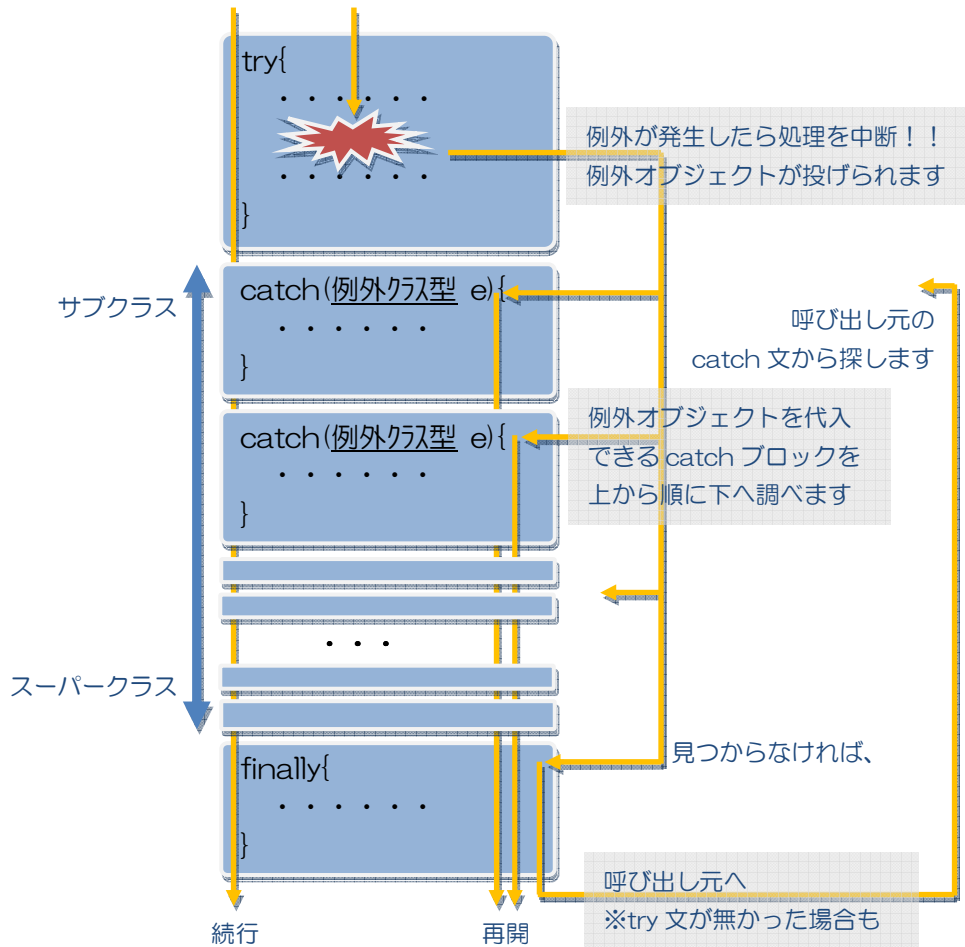 try{
・・・・・・
・・・・・・
}
例外が発生したら処理を中断！！
例外オブジェクトが投げられます
サブクラス
catch(例外クラス型 e){
・・・・・・
}
呼び出し元の
catch 文から探します
catch(例外クラス型 e){
・・・・・・
}
例外オブジェクトを代入
できる catch ブロックを
上から順に下へ調べます
・・・
スーパークラス
見つからなければ、
finally{
・・・・・・
}
呼び出し元へ
※try 文が無かった場合も
続行
再開